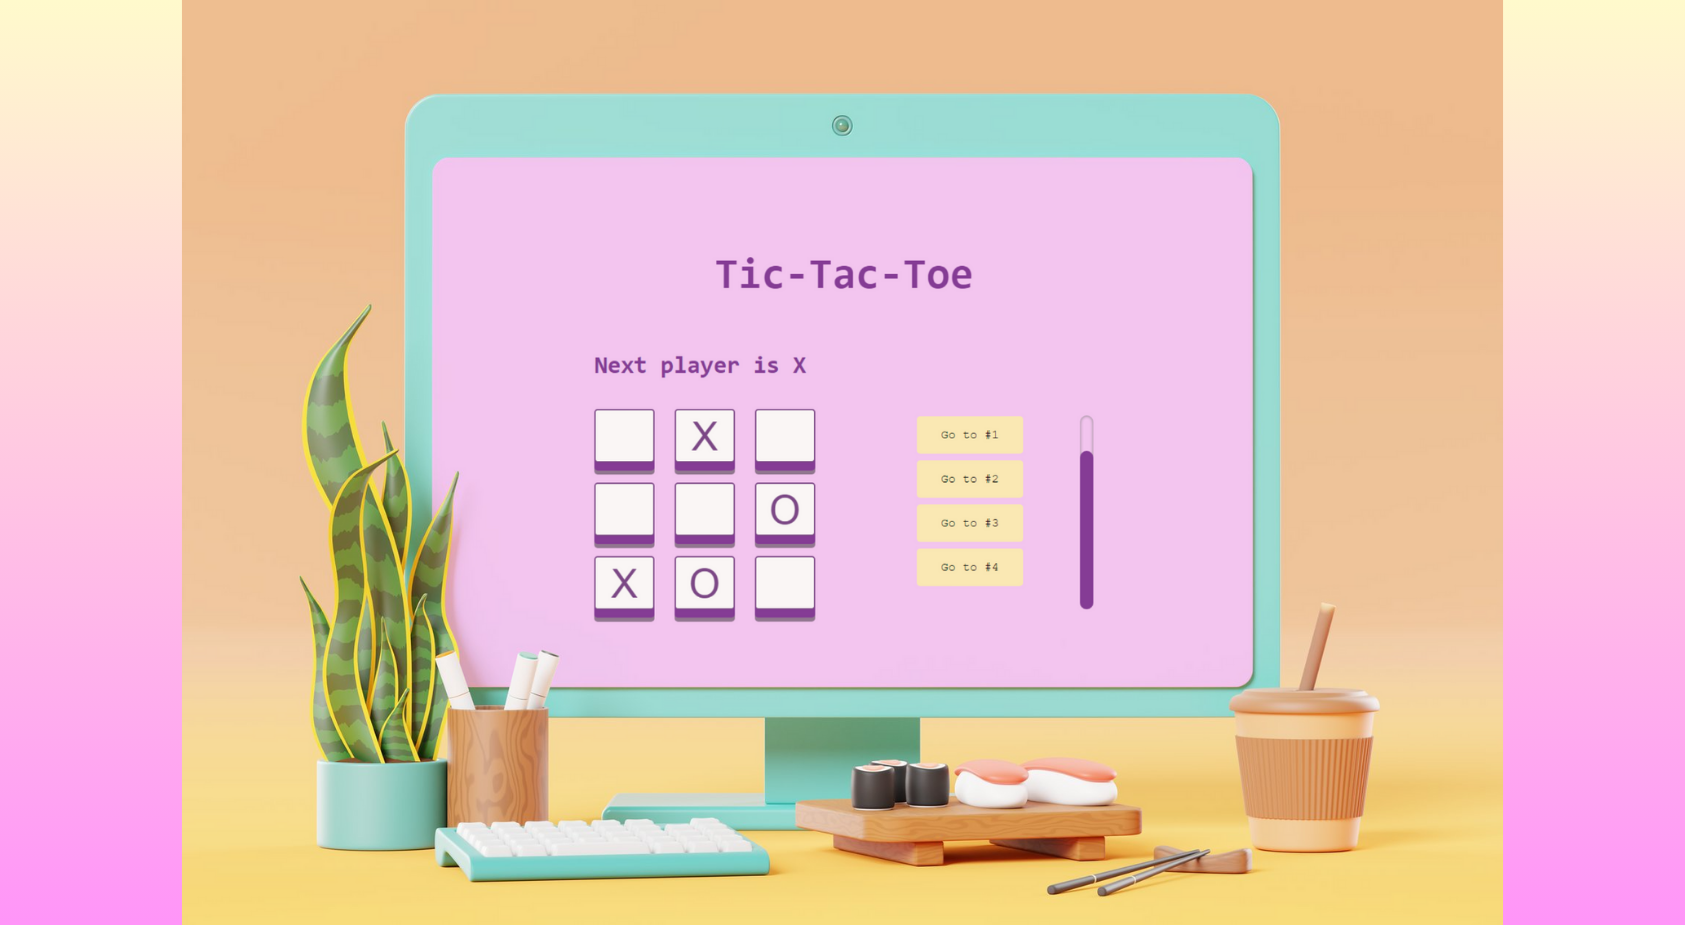 Tic-Tac-Toe
Next player is X
X
O
X O
Go to #1
Go to #2
Go to #3
Go to #4